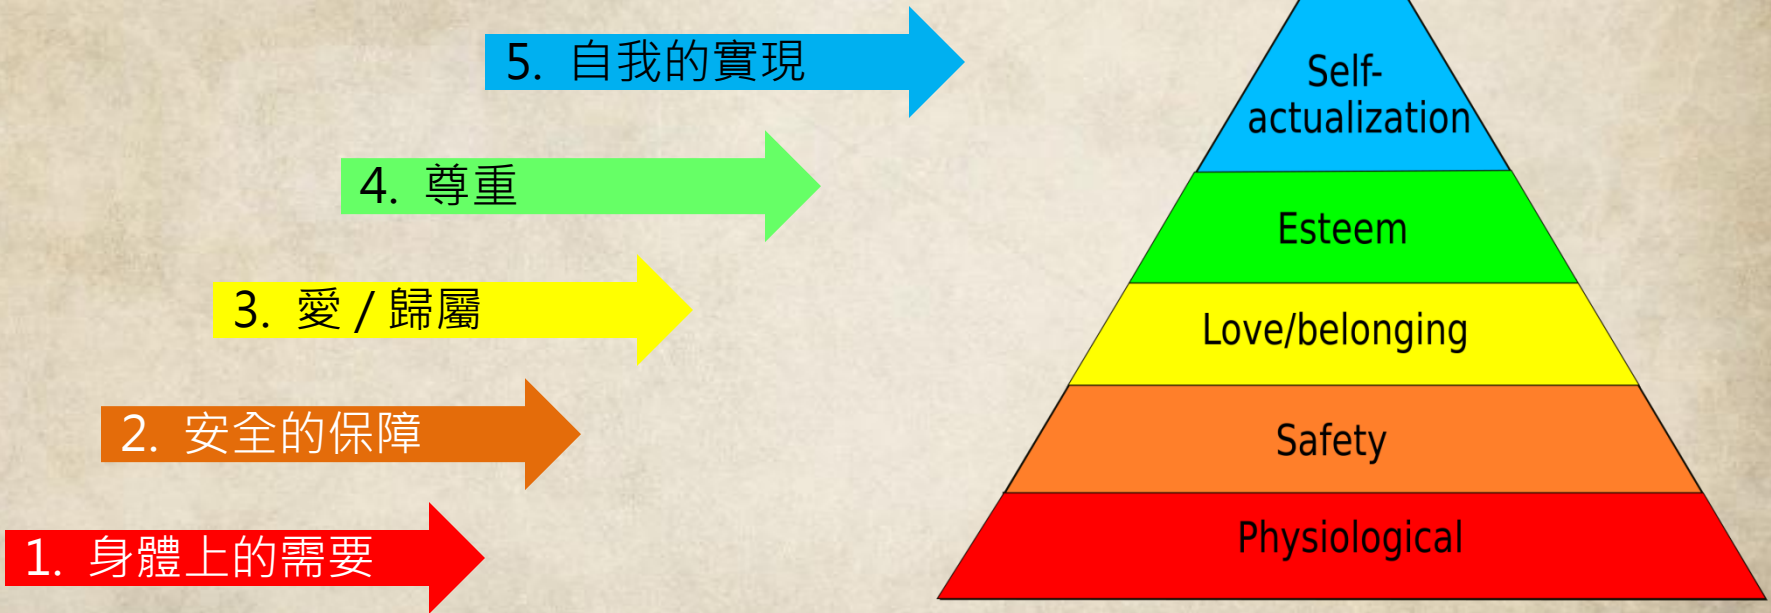 5. 自我的實現
4. 尊重
3. 愛 / 歸屬
2. 安全的保障
1. 身體上的需要
Self-
actualization
Esteem
Love/belonging
Safety
Physiological